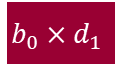 b₀ × d₁